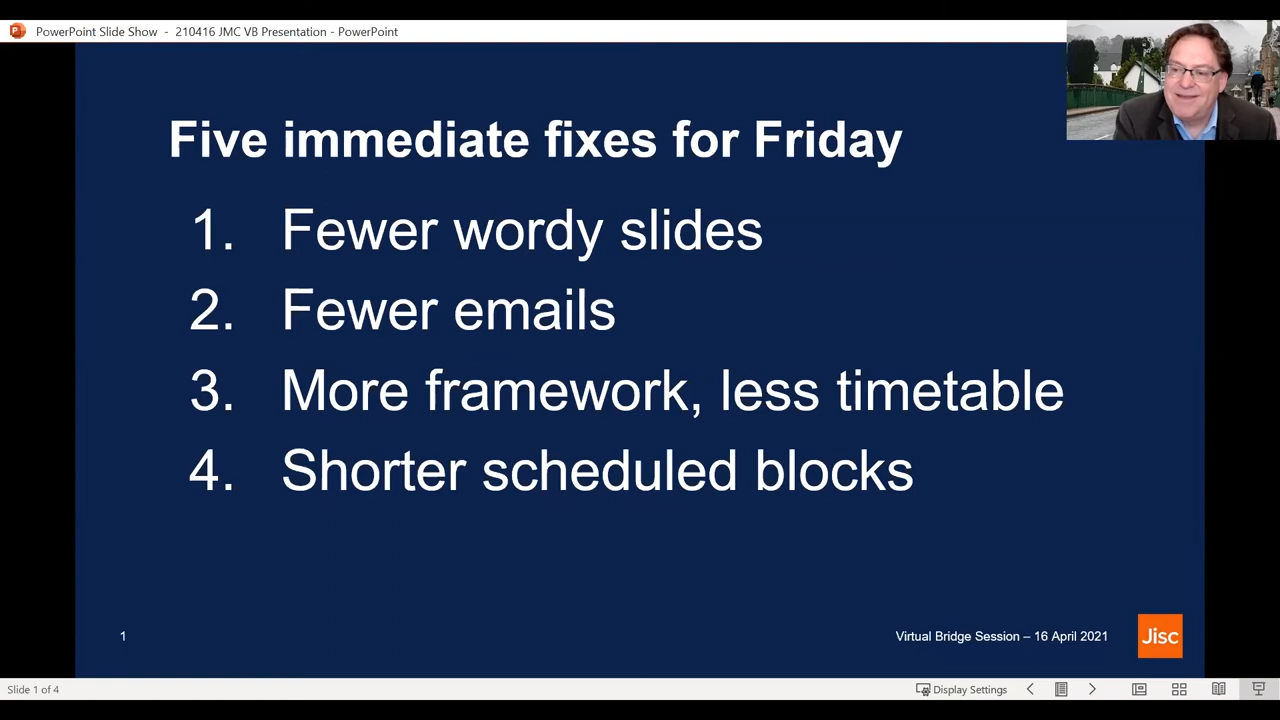 PowerPoint Slide Show - 210416 JMC VB Presentation - PowerPoint
Five immediate fixes for Friday
1. Fewer wordy slides
2. Fewer emails
3. More framework, less timetable
4. Shorter scheduled blocks
1
Virtual Bridge Session – 16 April 2021
Jisc
Slide 1 of 4
Display Settings